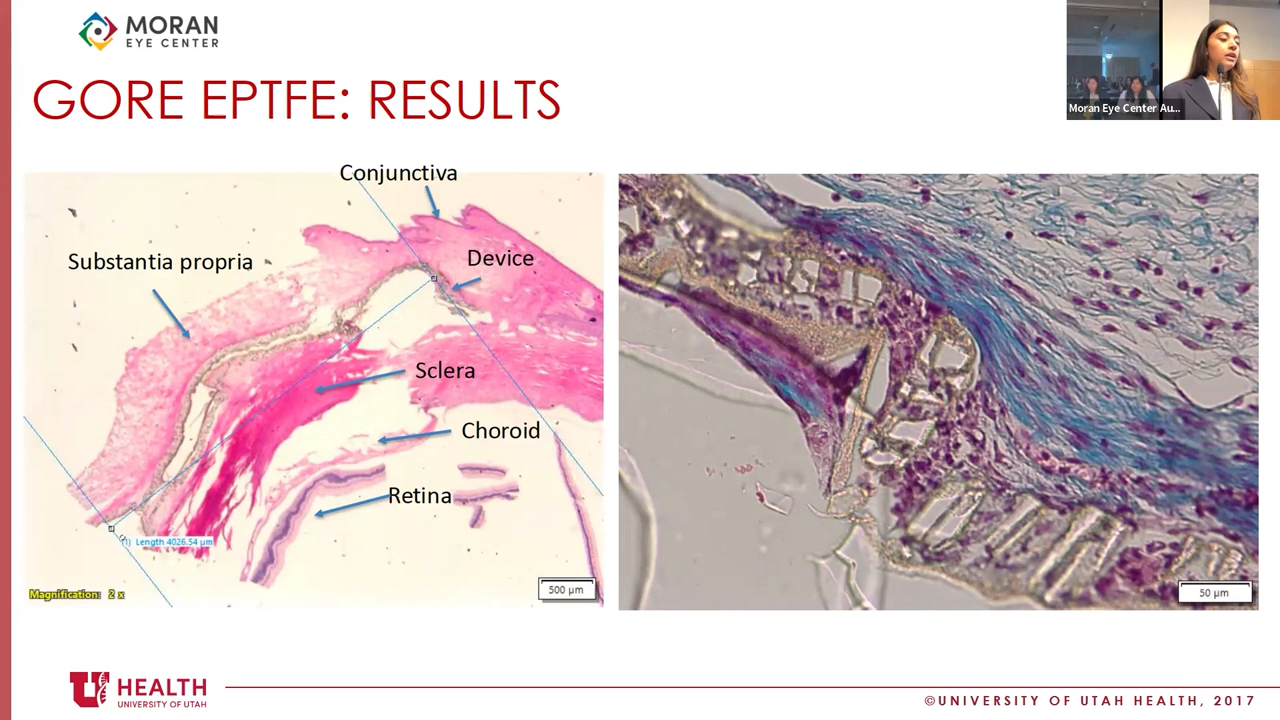 MORAN
EYE CENTER
Moran Eye Center Au...
GORE EPTFE: RESULTS
Conjunctiva
Substantia propria
Device
Sclera
Choroid
Retina
(1) Length 4026.54 µm
Magnification: 2 x
500 µm
50 µm
U
HEALTH
UNIVERSITY OF UTAH
©UNIVERSITY OF UTAH HEALTH, 2017